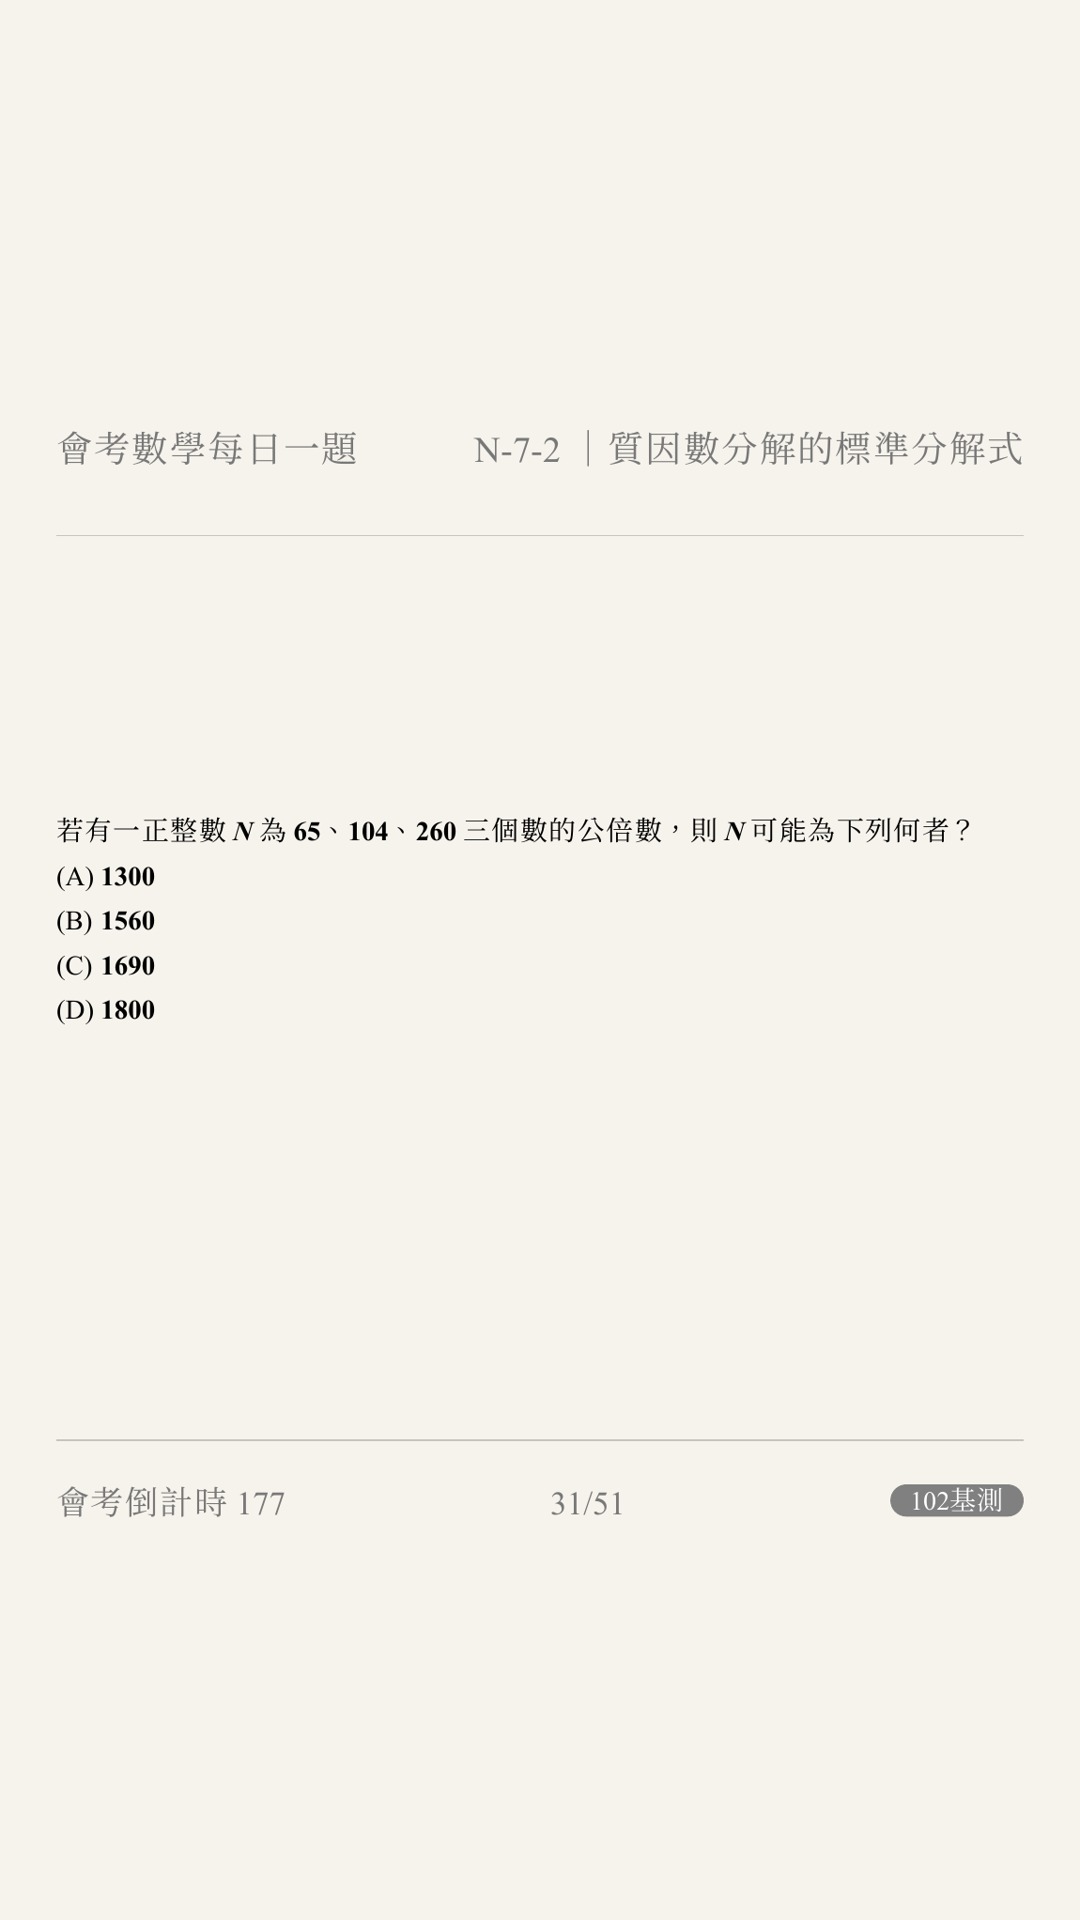 會考數學每日一題
N-7-2｜質因數分解的標準分解式
若有一正整數 N 為 65、104、260 三個數的公倍數，則 N 可能為下列何者？
(A) 1300
(B) 1560
(C) 1690
(D) 1800
會考倒計時 177
31/51
102基測